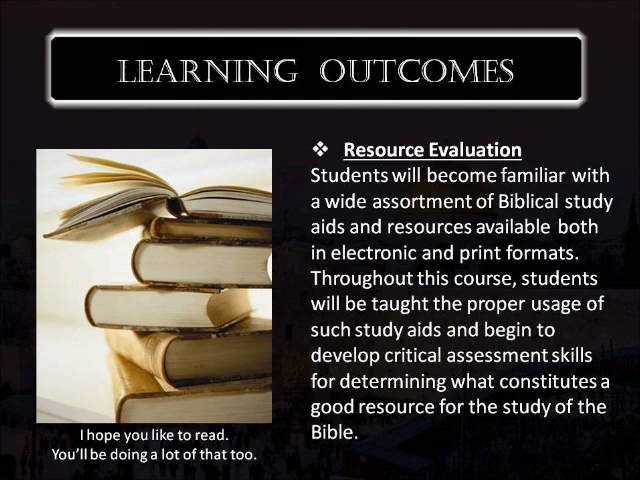 LEARNING OUTCOMES
❖ Resource Evaluation
Students will become familiar with
a wide assortment of Biblical study
aids and resources available both
in electronic and print formats.
Throughout this course, students
will be taught the proper usage of
such study aids and begin to
develop critical assessment skills
for determining what constitutes a
good resource for the study of the
Bible.
I hope you like to read.
You'll be doing a lot of that too.